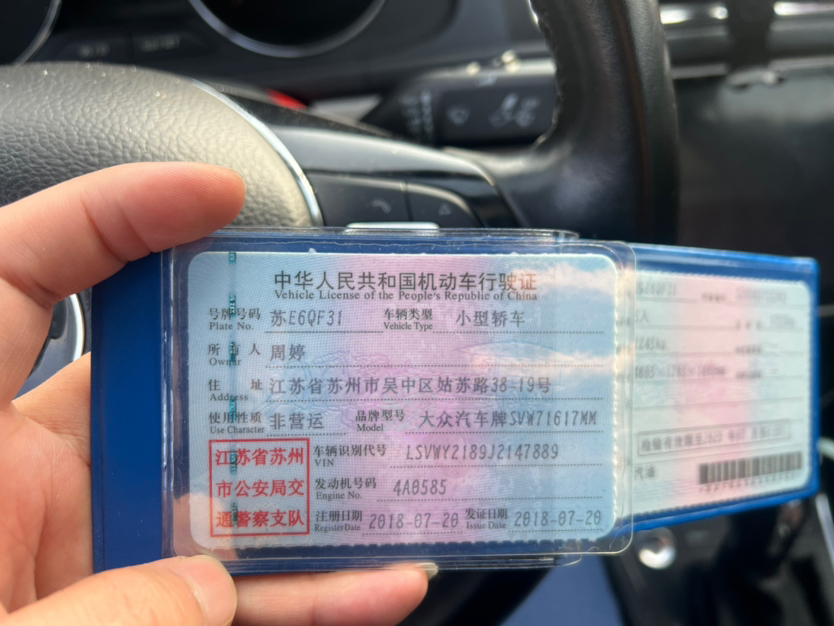 中华人民共和国机动车行驶证
Vehicle License of the People's Republic of China
号牌号码 苏E6QF31 车辆类型 小型轿车
Plate No. Vehicle Type
所有人 周婷
Owner
住址 江苏省苏州市吴中区姑苏路38-19号
Address
使用性质 非营运 品牌型号 大众汽车牌SVW71617MM
Use Character Model
江苏省苏州
市公安局交
通警察支队
车辆识别代号 LSVWY2189J2147889
VIN
发动机号码 4A0585
Engine No.
注册日期 2018-07-20 发证日期 2018-07-20
Register Date Issue Date